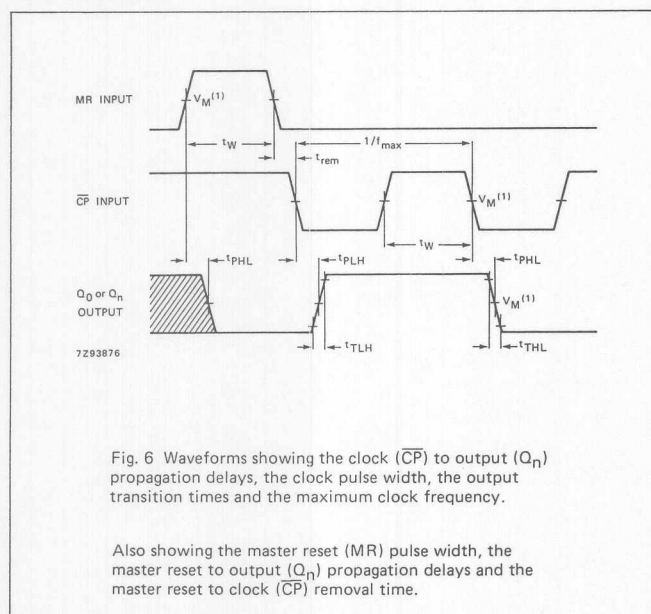 MR INPUT
V_M(1)
t_W
t_rem
1/f_max
C̅P̅ INPUT
V_M(1)
t_W
t_PHL
t_PLH
t_PHL
Q_0 or Q_n
OUTPUT
V_M(1)
7Z93876
t_TLH
t_THL
Fig. 6 Waveforms showing the clock (C̅P̅) to output (Q_n)
propagation delays, the clock pulse width, the output
transition times and the maximum clock frequency.
Also showing the master reset (MR) pulse width, the
master reset to output (Q_n) propagation delays and the
master reset to clock (C̅P̅) removal time.